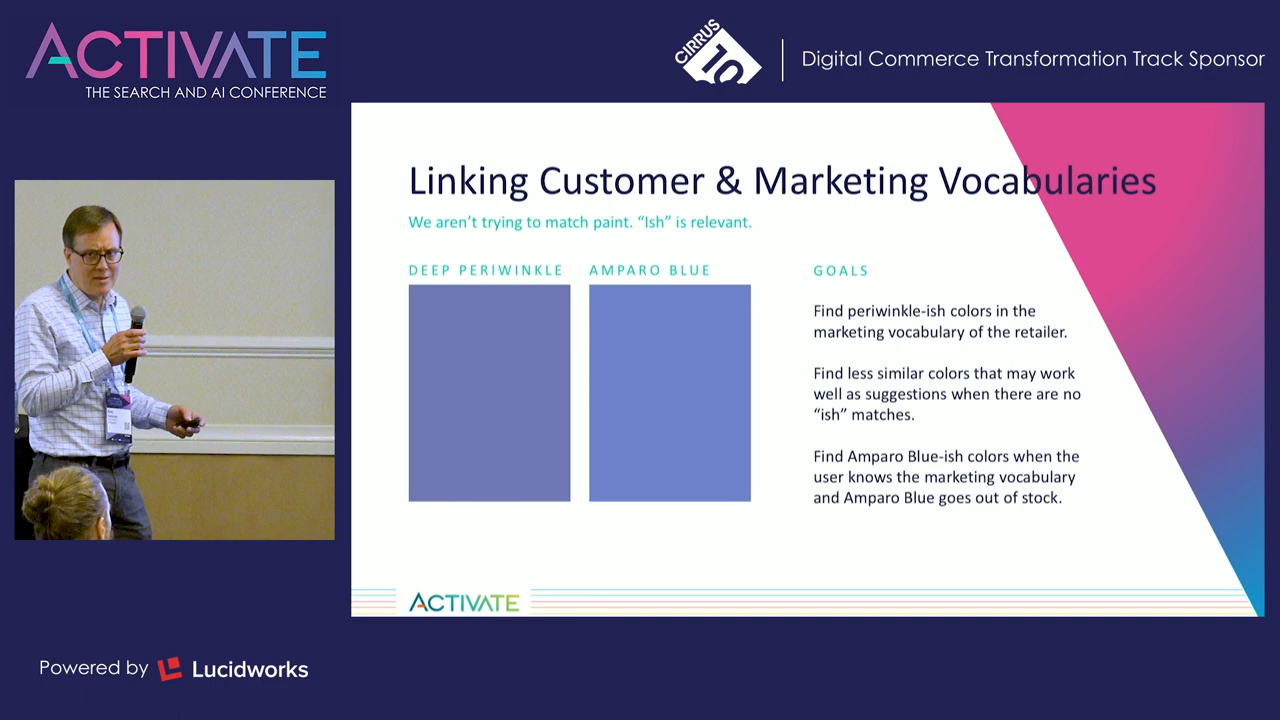 ACTIVATE
THE SEARCH AND AI CONFERENCE
CIRRUS
10
Digital Commerce Transformation Track Sponsor
Linking Customer & Marketing Vocabularies
We aren't trying to match paint. “Ish” is relevant.
DEEP PERIWINKLE
AMPARO BLUE
GOALS
Find periwinkle-ish colors in the
marketing vocabulary of the retailer.
Find less similar colors that may work
well as suggestions when there are no
“ish” matches.
Find Amparo Blue-ish colors when the
user knows the marketing vocabulary
and Amparo Blue goes out of stock.
ACTIVATE
Powered by
Lucidworks